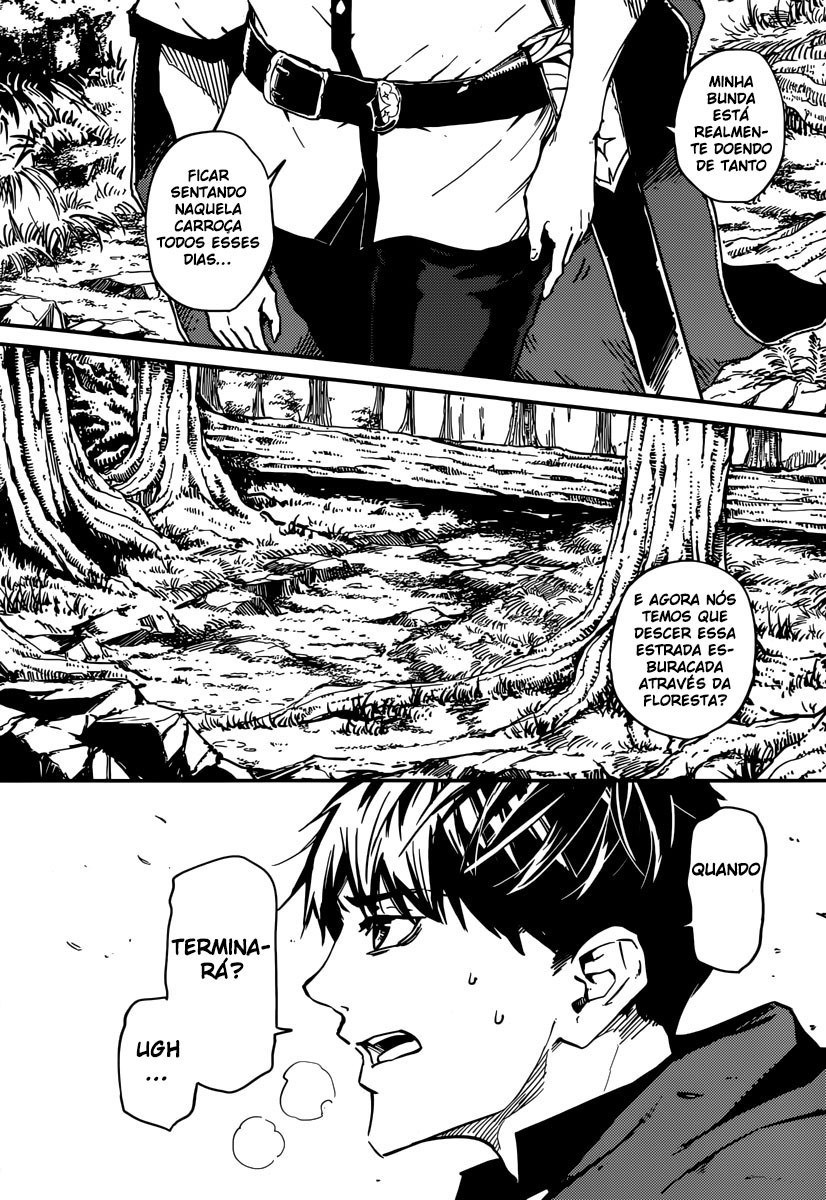 MINHA
BUNDA
ESTÁ
REALMEN-
TE DOENDO
DE TANTO
FICAR
SENTANDO
NAQUELA
CARROÇA
TODOS ESSES
DIAS...
E AGORA NÓS
TEMOS QUE
DESCER ESSA
ESTRADA ES-
BURACADA
ATRAVÉS DA
FLORESTA?
QUANDO
TERMINA-
RÁ?
UGH
...